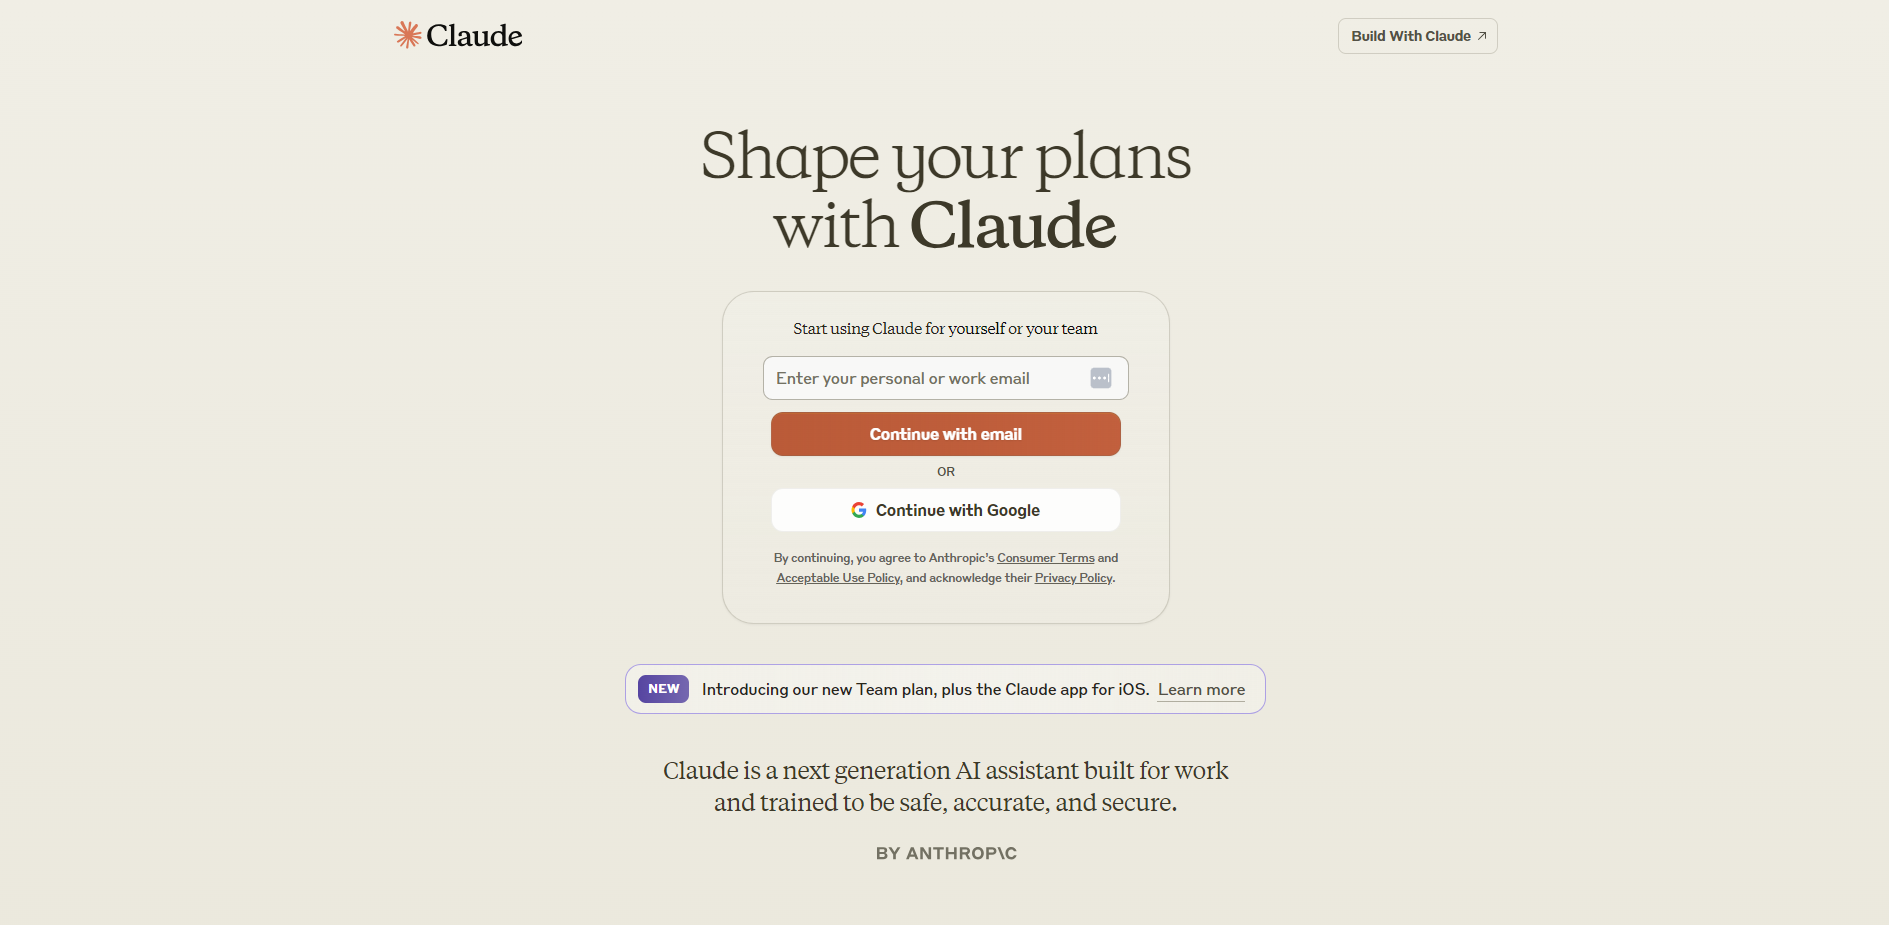 Claude
Build With Claude
Shape your plans
with Claude
Start using Claude for yourself or your team
Enter your personal or work email
Continue with email
OR
Continue with Google
By continuing, you agree to Anthropic’s Consumer Terms and
Acceptable Use Policy, and acknowledge their Privacy Policy.
NEW Introducing our new Team plan, plus the Claude app for iOS. Learn more
Claude is a next generation AI assistant built for work
and trained to be safe, accurate, and secure.
BY ANTHROP\C